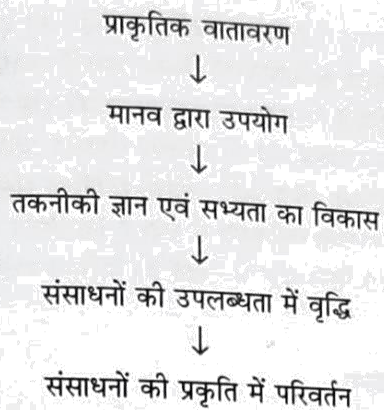 प्राकृतिक वातावरण
↓
मानव द्वारा उपयोग
↓
तकनीकी ज्ञान एवं सभ्यता का विकास
↓
संसाधनों की उपलब्धता में वृद्धि
↓
संसाधनों की प्रकृति में परिवर्तन